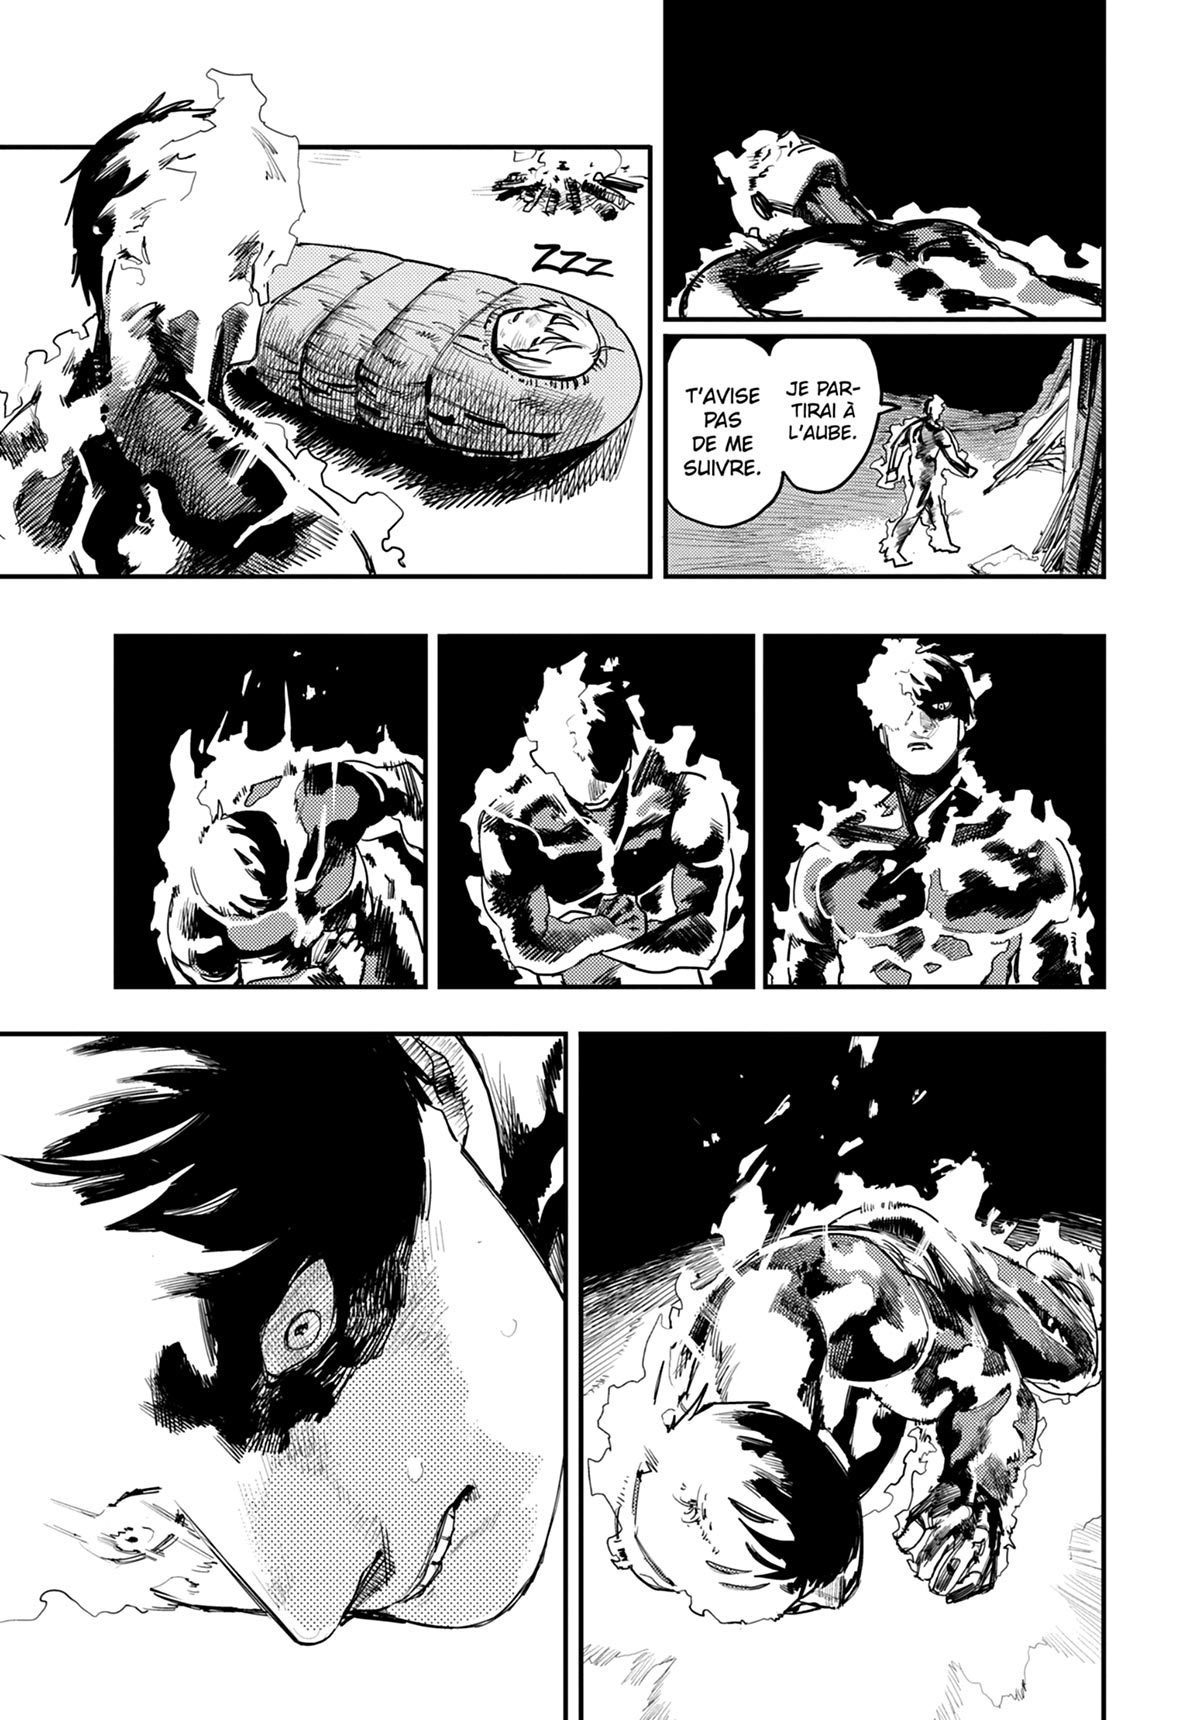 JE PAR-
TIRAI À
L'AUBE.
T'AVISE
PAS
DE ME
SUIVRE.
ZZZ